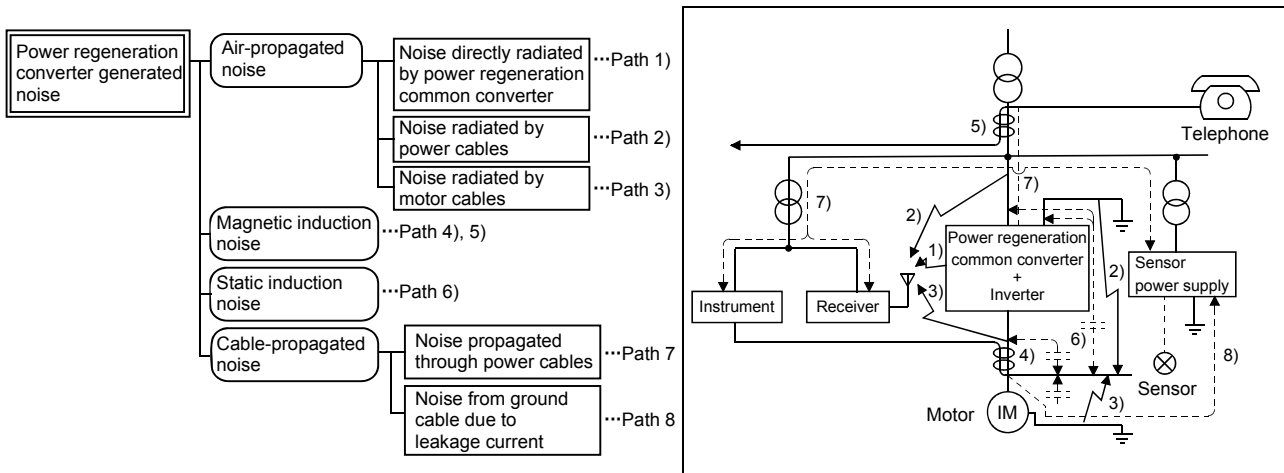 Power regeneration
converter generated
noise
Air-propagated
noise
Noise directly radiated
by power regeneration
common converter
···Path 1)
Noise radiated by
power cables
···Path 2)
Noise radiated by
motor cables
···Path 3)
Magnetic induction
noise
···Path 4), 5)
Static induction
noise
···Path 6)
Cable-propagated
noise
Noise propagated
through power cables
···Path 7
Noise from ground
cable due to
leakage current
···Path 8
5)
Telephone
7)
7)
2)
1)
3)
Power regeneration
common converter
+
Inverter
2)
Sensor
power supply
Instrument
Receiver
4)
6)
8)
Sensor
3)
Motor
IM